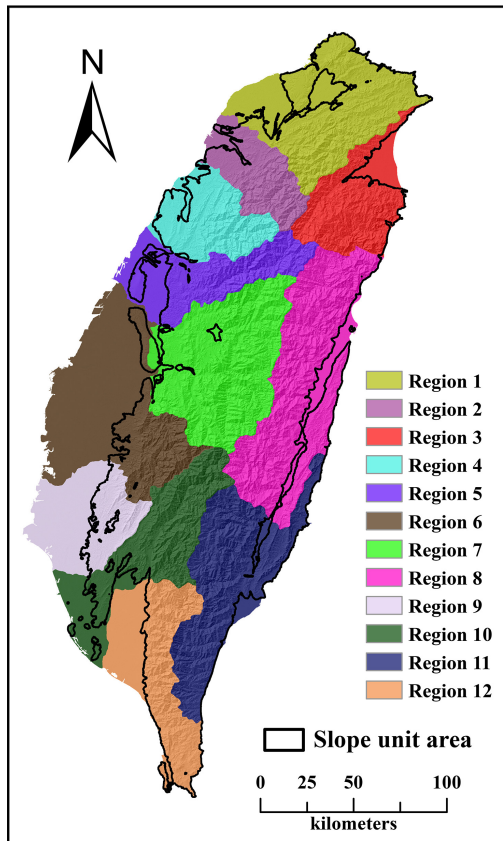 N
Region 1
Region 2
Region 3
Region 4
Region 5
Region 6
Region 7
Region 8
Region 9
Region 10
Region 11
Region 12
Slope unit area
0 25 50 100
kilometers